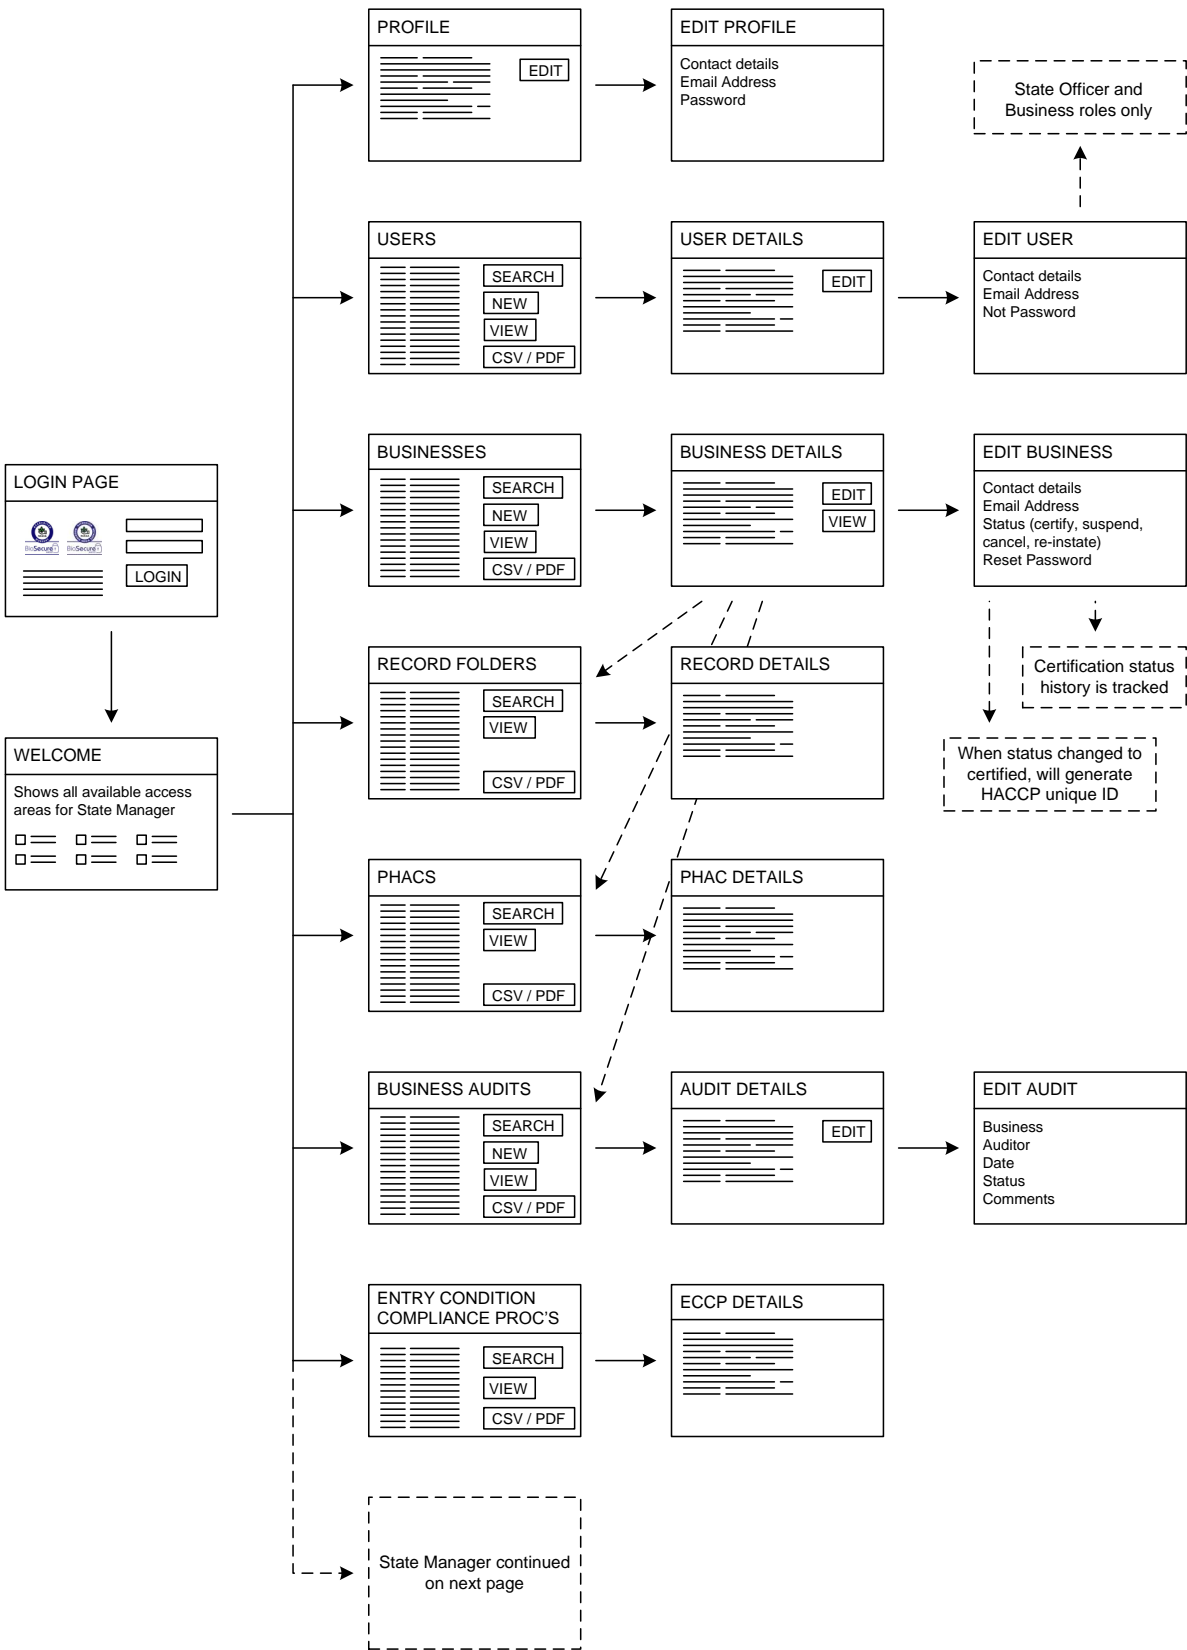 PROFILE
EDIT
EDIT PROFILE
Contact details
Email Address
Password
State Officer and
Business roles only
USERS
SEARCH
NEW
VIEW
CSV / PDF
USER DETAILS
EDIT
EDIT USER
Contact details
Email Address
Not Password
LOGIN PAGE
BioSecure
BioSecure
LOGIN
BUSINESSES
SEARCH
NEW
VIEW
CSV / PDF
BUSINESS DETAILS
EDIT
VIEW
EDIT BUSINESS
Contact details
Email Address
Status (certify, suspend,
cancel, re-instate)
Reset Password
WELCOME
Shows all available access
areas for State Manager
RECORD FOLDERS
SEARCH
VIEW
CSV / PDF
RECORD DETAILS
Certification status
history is tracked
When status changed to
certified, will generate
HACCP unique ID
PHACS
SEARCH
VIEW
CSV / PDF
PHAC DETAILS
BUSINESS AUDITS
SEARCH
NEW
VIEW
CSV / PDF
AUDIT DETAILS
EDIT
EDIT AUDIT
Business
Auditor
Date
Status
Comments
ENTRY CONDITION
COMPLIANCE PROC'S
SEARCH
VIEW
CSV / PDF
ECCP DETAILS
State Manager continued
on next page